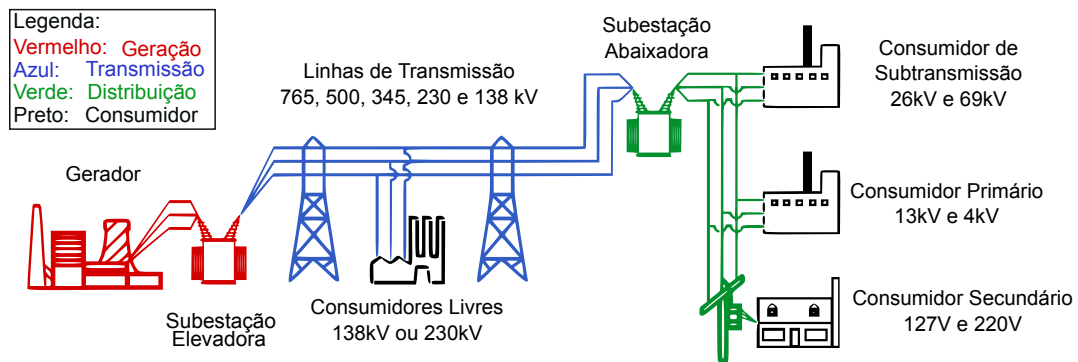 Legenda:
Vermelho: Geração
Azul: Transmissão
Verde: Distribuição
Preto: Consumidor
Gerador
Subestação
Elevadora
Linhas de Transmissão
765, 500, 345, 230 e 138 kV
Consumidores Livres
138kV ou 230kV
Subestação
Abaixadora
Consumidor de
Subtransmissão
26kV e 69kV
Consumidor Primário
13kV e 4kV
Consumidor Secundário
127V e 220V